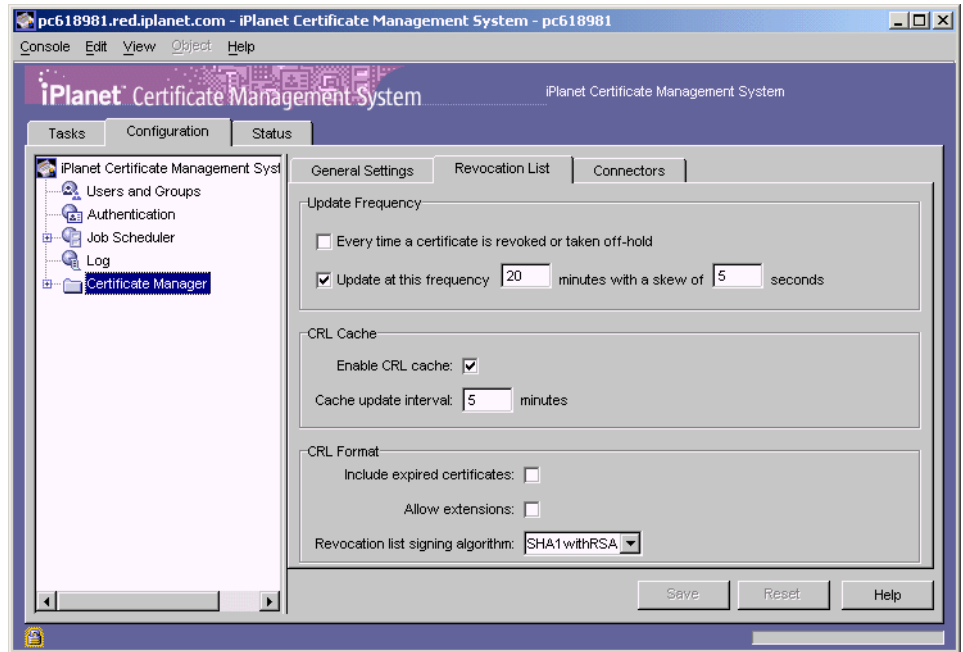 pc618981.red.iplanet.com - iPlanet Certificate Management System - pc618981
Console Edit View Object Help
iPlanet Certificate Management System
iPlanet Certificate Management System
Tasks Configuration Status
iPlanet Certificate Management Syst
Users and Groups
Authentication
Job Scheduler
Log
Certificate Manager
General Settings Revocation List Connectors
Update Frequency
Every time a certificate is revoked or taken off-hold
Update at this frequency 20 minutes with a skew of 5 seconds
CRL Cache
Enable CRL cache:
Cache update interval: 5 minutes
CRL Format
Include expired certificates:
Allow extensions:
Revocation list signing algorithm: SHA1withRSA
Save Reset Help